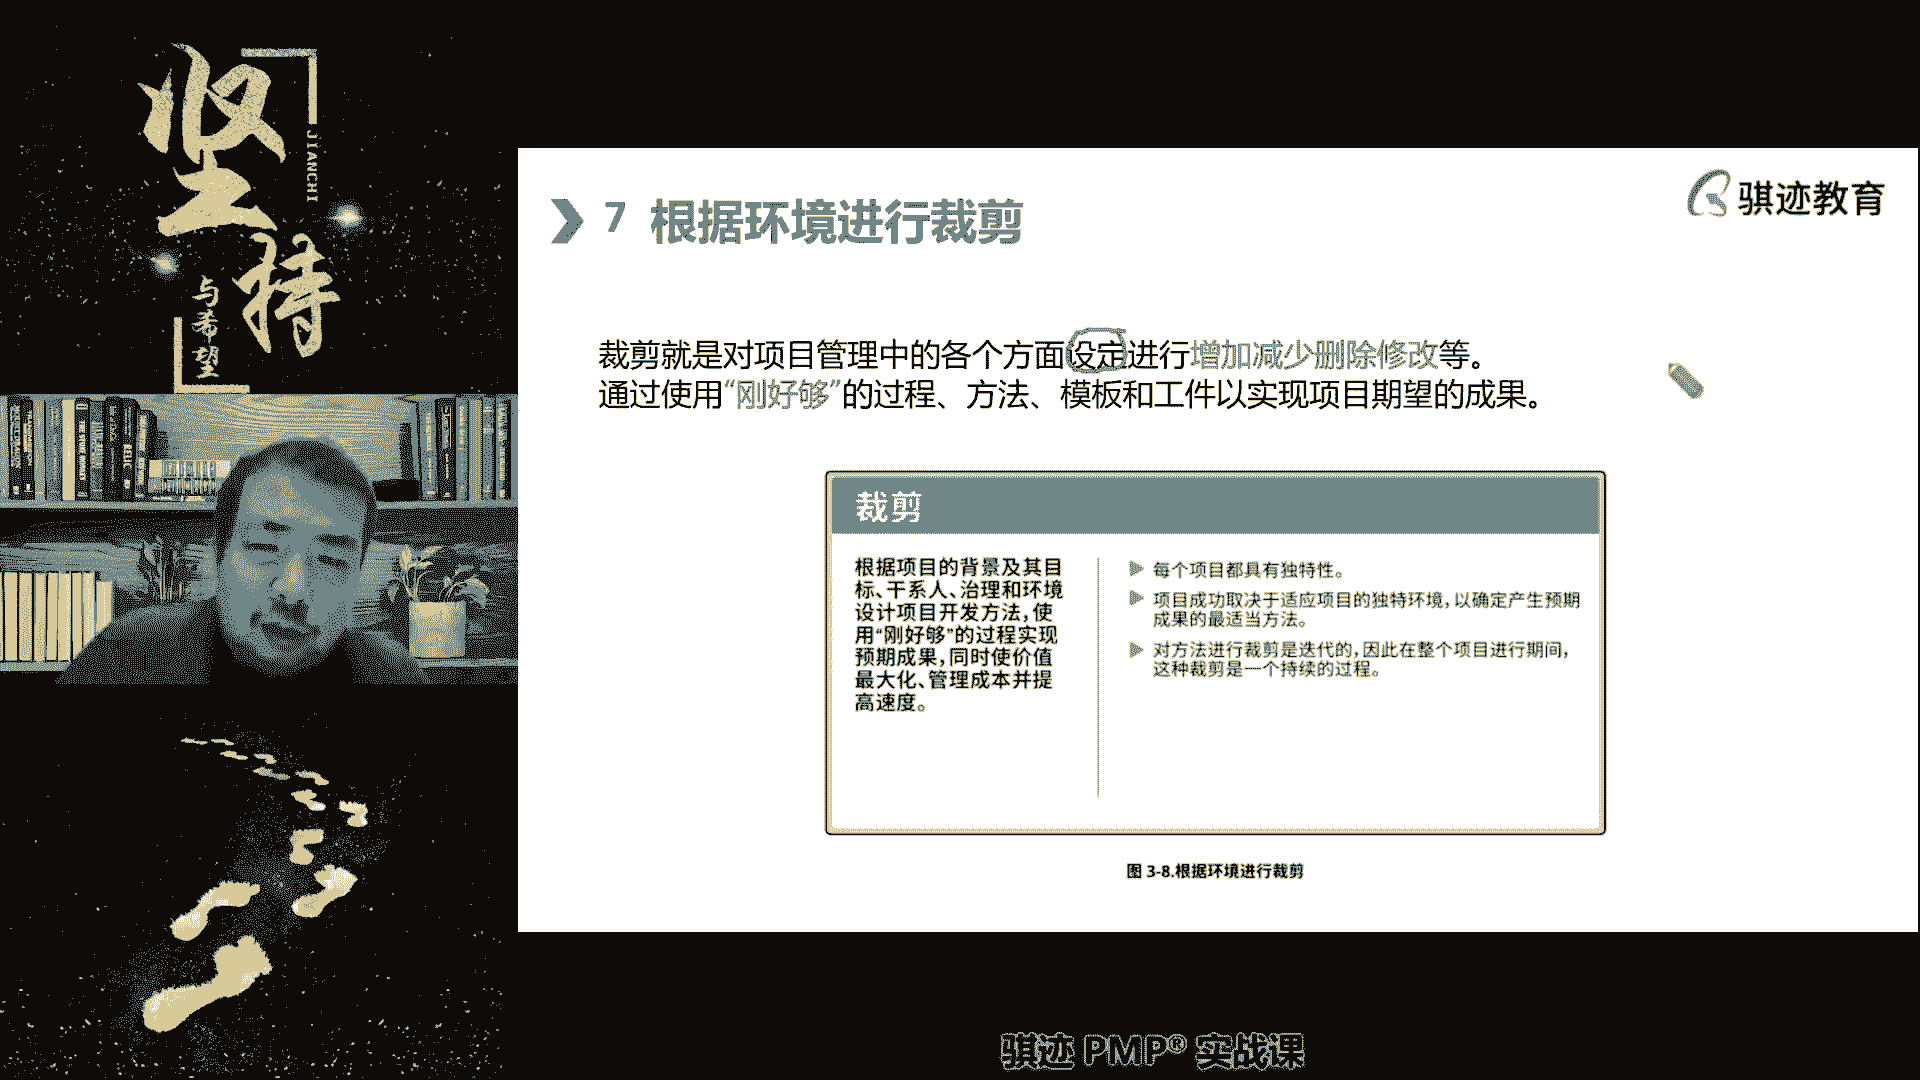 坚持
JIANCHI
与希望
骐迹教育
7 根据环境进行裁剪
裁剪就是对项目管理中的各个方面设定进行增加减少删除修改等。
通过使用“刚好够”的过程、方法、模板和工件以实现项目期望的成果。
裁剪
根据项目的背景及其目
标、干系人、治理和环境
设计项目开发方法,使
用“刚好够”的过程实现
预期成果,同时使价值
最大化、管理成本并提
高速度。
每个项目都具有独特性。
项目成功取决于适应项目的独特环境,以确定产生预期
成果的最适当方法。
对方法进行裁剪是迭代的,因此在整个项目进行期间,
这种裁剪是一个持续的过程。
图 3-8.根据环境进行裁剪
骐迹 PMP® 实战课